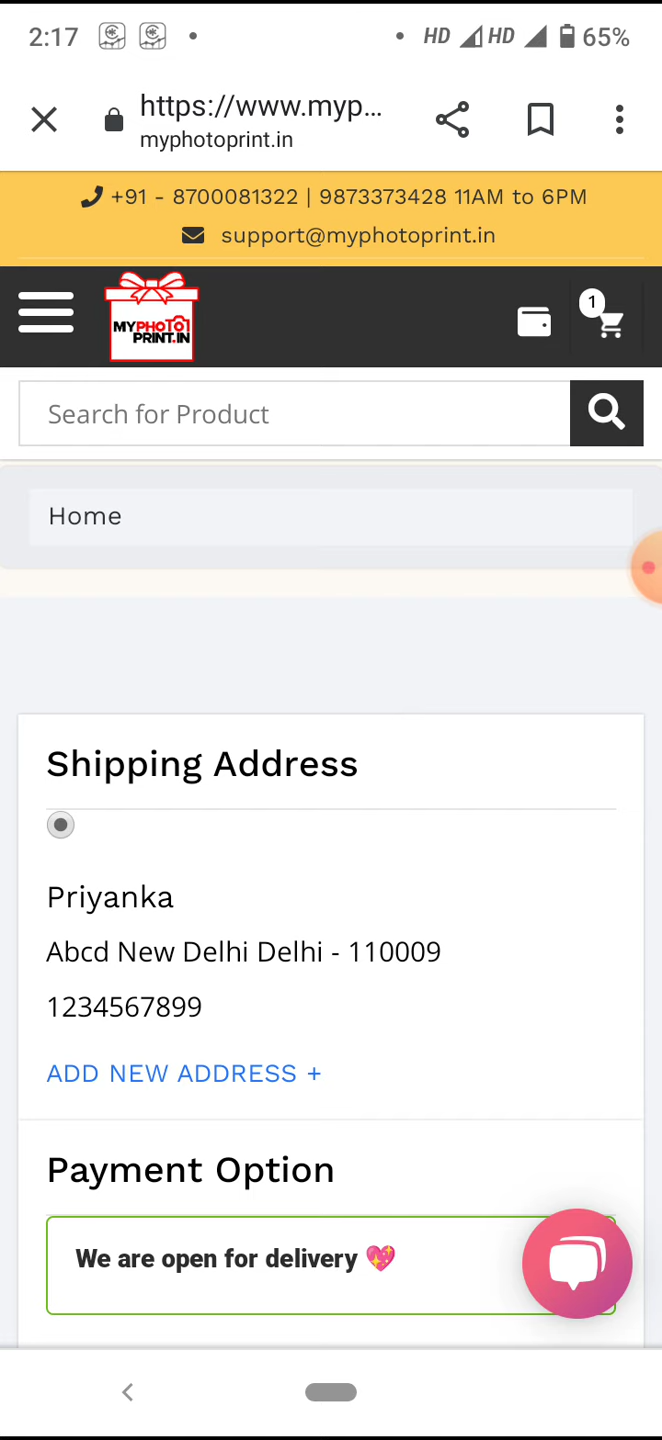 2:17 HD HD 65%
https://www.myp...
myphotoprint.in
+91 - 8700081322 | 9873373428 11AM to 6PM
support@myphotoprint.in
MYPHOTO
PRINT.IN
1
Search for Product
Home
Shipping Address
Priyanka
Abcd New Delhi Delhi - 110009
1234567899
ADD NEW ADDRESS +
Payment Option
We are open for delivery 💖